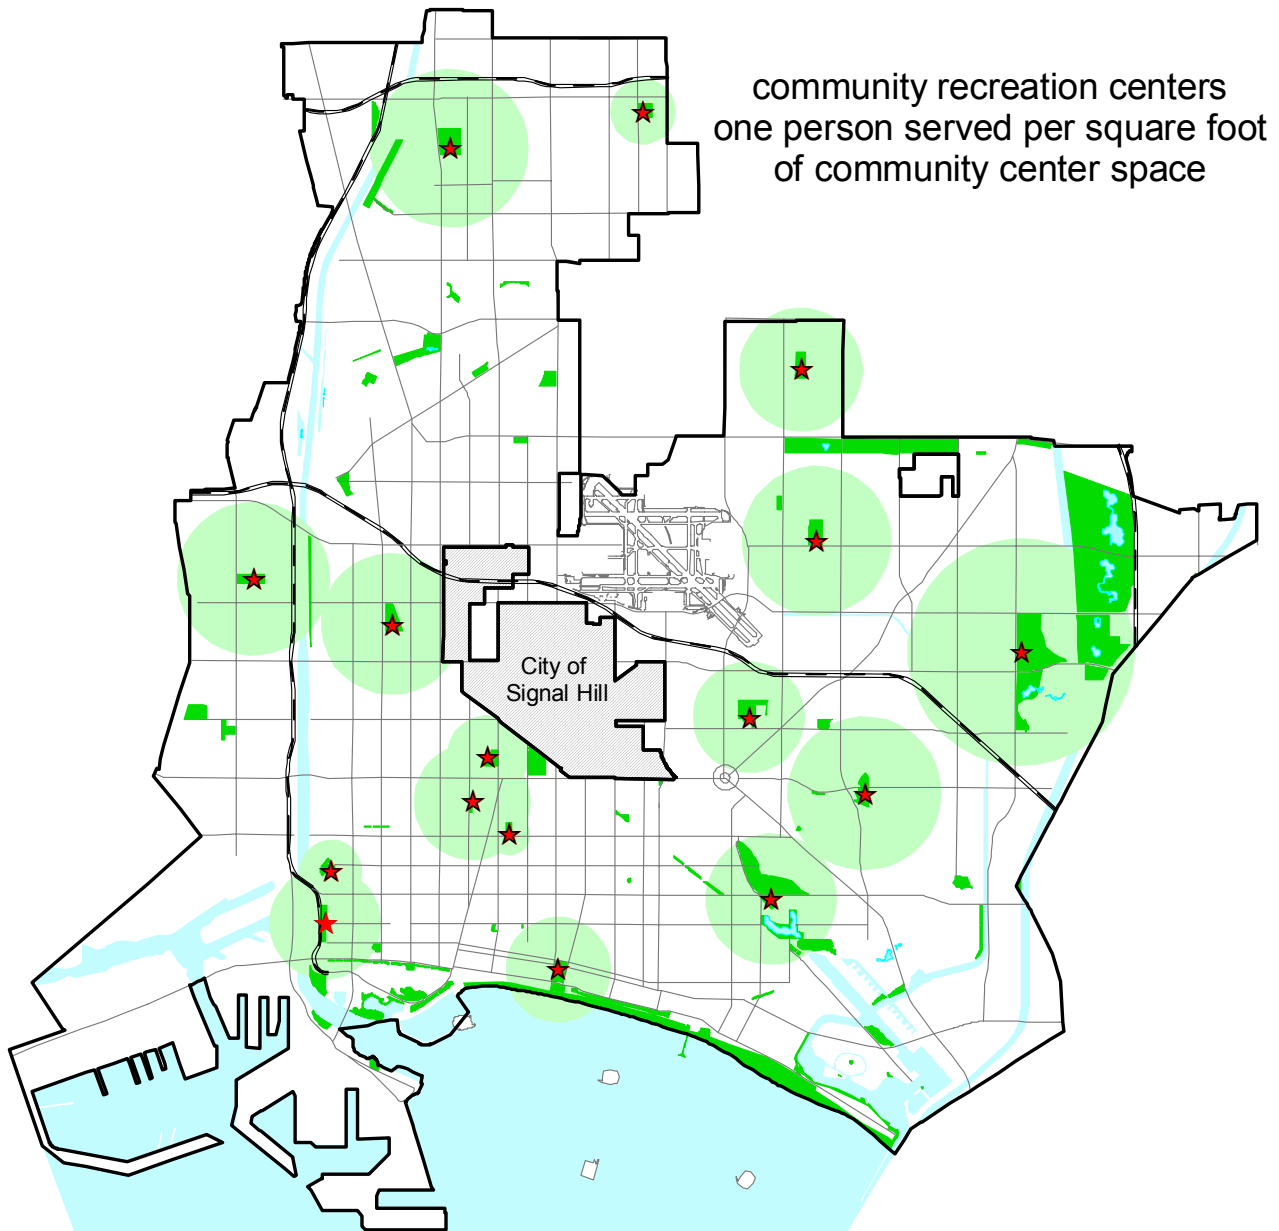 community recreation centers
one person served per square foot
of community center space
City of
Signal Hill